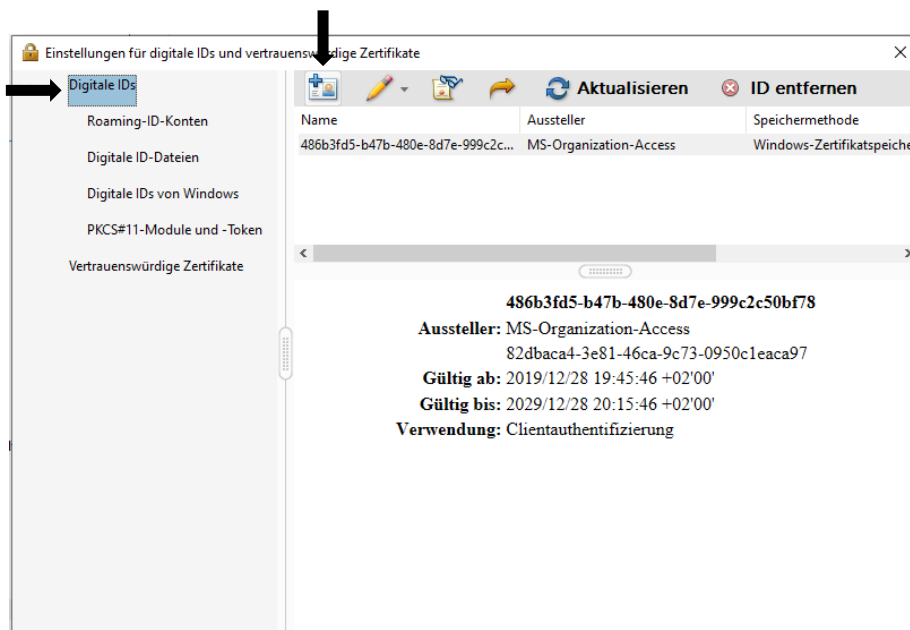 Einstellungen für digitale IDs und vertrauenswürdige Zertifikate
Digitale IDs
Roaming-ID-Konten
Digitale ID-Dateien
Digitale IDs von Windows
PKCS#11-Module und -Token
Vertrauenswürdige Zertifikate
Aktualisieren ID entfernen
Name Aussteller Speichermethode
486b3fd5-b47b-480e-8d7e-999c2c... MS-Organization-Access Windows-Zertifikatspeiche
486b3fd5-b47b-480e-8d7e-999c2c50bf78
Aussteller: MS-Organization-Access
82dbaca4-3e81-46ca-9c73-0950c1eaca97
Gültig ab: 2019/12/28 19:45:46 +02'00'
Gültig bis: 2029/12/28 20:15:46 +02'00'
Verwendung: Clientauthentifizierung